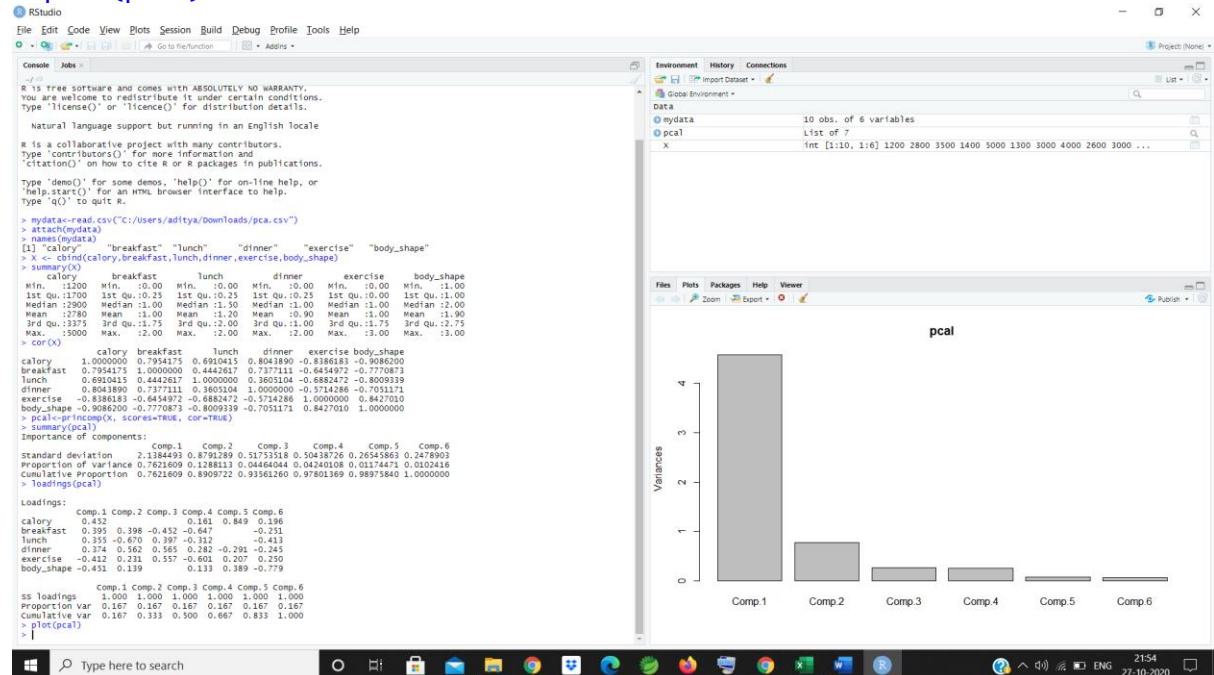 RStudio
File Edit Code View Plots Session Build Debug Profile Tools Help
Go to file/function Addins
Project: (None)
Console Jobs
~/
R is free software and comes with ABSOLUTELY NO WARRANTY.
You are welcome to redistribute it under certain conditions.
Type 'license()' or 'licence()' for distribution details.
Natural language support but running in an English locale
R is a collaborative project with many contributors.
Type 'contributors()' for more information and
'citation()' on how to cite R or R packages in publications.
Type 'demo()' for some demos, 'help()' for on-line help, or
'help.start()' for an HTML browser interface to help.
Type 'q()' to quit R.
> mydata<-read.csv("C:/Users/aditya/Downloads/pca.csv")
> attach(mydata)
> names(mydata)
[1] "calory" "breakfast" "lunch" "dinner" "exercise" "body_shape"
> X <- cbind(calory,breakfast,lunch,dinner,exercise,body_shape)
> summary(X)
calory breakfast lunch dinner exercise body_shape
Min. :1200 Min. :0.00 Min. :0.00 Min. :0.00 Min. :0.00 Min. :1.00
1st Qu.:1700 1st Qu.:0.25 1st Qu.:0.25 1st Qu.:0.25 1st Qu.:0.00 1st Qu.:1.00
Median :2900 Median :1.00 Median :1.50 Median :1.00 Median :1.00 Median :2.00
Mean :2780 Mean :1.00 Mean :1.20 Mean :0.90 Mean :1.00 Mean :1.90
3rd Qu.:3375 3rd Qu.:1.75 3rd Qu.:2.00 3rd Qu.:1.00 3rd Qu.:1.75 3rd Qu.:2.75
Max. :5000 Max. :2.00 Max. :2.00 Max. :2.00 Max. :3.00 Max. :3.00
> cor(X)
calory breakfast lunch dinner exercise body_shape
calory 1.0000000 0.7954175 0.6910415 0.8043890 -0.8386183 -0.9086200
breakfast 0.7954175 1.0000000 0.4442617 0.7377111 -0.6454972 -0.7770873
lunch 0.6910415 0.4442617 1.0000000 0.3605104 -0.6882472 -0.8009339
dinner 0.8043890 0.7377111 0.3605104 1.0000000 -0.5714286 -0.7051171
exercise -0.8386183 -0.6454972 -0.6882472 -0.5714286 1.0000000 0.8427010
body_shape -0.9086200 -0.7770873 -0.8009339 -0.7051171 0.8427010 1.0000000
> pcal<-princomp(X, scores=TRUE, cor=TRUE)
> summary(pcal)
Importance of components:
Comp.1 Comp.2 Comp.3 Comp.4 Comp.5 Comp.6
Standard deviation 2.1384493 0.8791289 0.51753518 0.50438726 0.26545863 0.2478903
Proportion of Variance 0.7621609 0.1288113 0.04464044 0.04240108 0.01174471 0.0102416
Cumulative Proportion 0.7621609 0.8909722 0.93561260 0.97801369 0.98975840 1.0000000
> loadings(pcal)
Loadings:
Comp.1 Comp.2 Comp.3 Comp.4 Comp.5 Comp.6
calory 0.452 0.161 0.849 0.196
breakfast 0.395 0.398 -0.452 -0.647 -0.251
lunch 0.355 -0.670 0.397 -0.312 -0.413
dinner 0.374 0.562 0.565 0.282 -0.291 -0.245
exercise -0.412 0.231 0.557 -0.601 0.207 0.250
body_shape -0.451 0.139 0.133 0.389 -0.779
Comp.1 Comp.2 Comp.3 Comp.4 Comp.5 Comp.6
SS loadings 1.000 1.000 1.000 1.000 1.000 1.000
Proportion Var 0.167 0.167 0.167 0.167 0.167 0.167
Cumulative Var 0.167 0.333 0.500 0.667 0.833 1.000
> plot(pcal)
>
Environment History Connections
Import Dataset List
Global Environment
Data
mydata 10 obs. of 6 variables
pcal List of 7
X int [1:10, 1:6] 1200 2800 3500 1400 5000 1300 3000 4000 2600 3000 ...
Files Plots Packages Help Viewer
Zoom Export Publish
pcal
Variances
4
3
2
1
0
Comp.1 Comp.2 Comp.3 Comp.4 Comp.5 Comp.6
Type here to search
ENG
21:54
27-10-2020